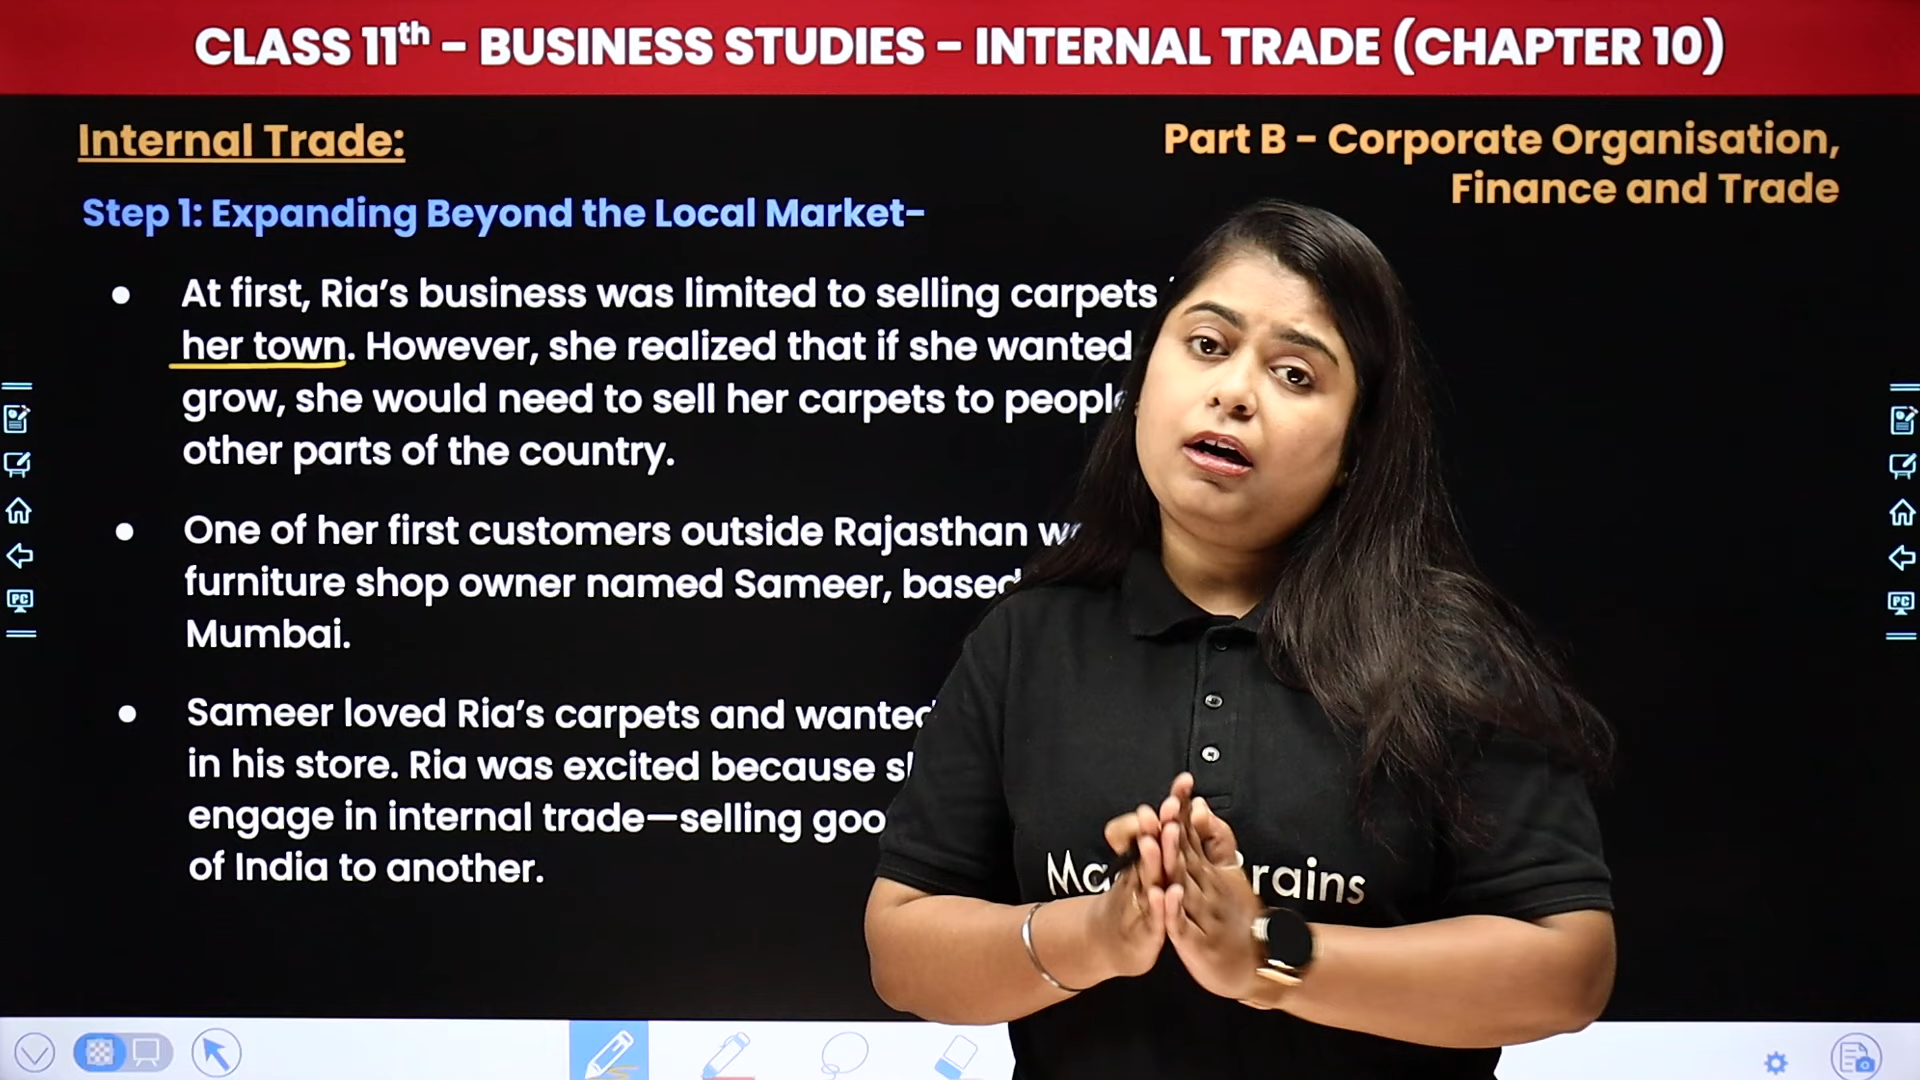 CLASS 11th – BUSINESS STUDIES – INTERNAL TRADE (CHAPTER 10)
Internal Trade:
Part B – Corporate Organisation,
Finance and Trade
Step 1: Expanding Beyond the Local Market–
● At first, Ria’s business was limited to selling carpets
her town. However, she realized that if she wanted
grow, she would need to sell her carpets to
other parts of the country.
● One of her first customers outside Rajasthan
furniture shop owner named Sameer, based
Mumbai.
● Sameer loved Ria’s carpets and wanted
in his store. Ria was excited because
engage in internal trade—selling
of India to another.
PC
PC